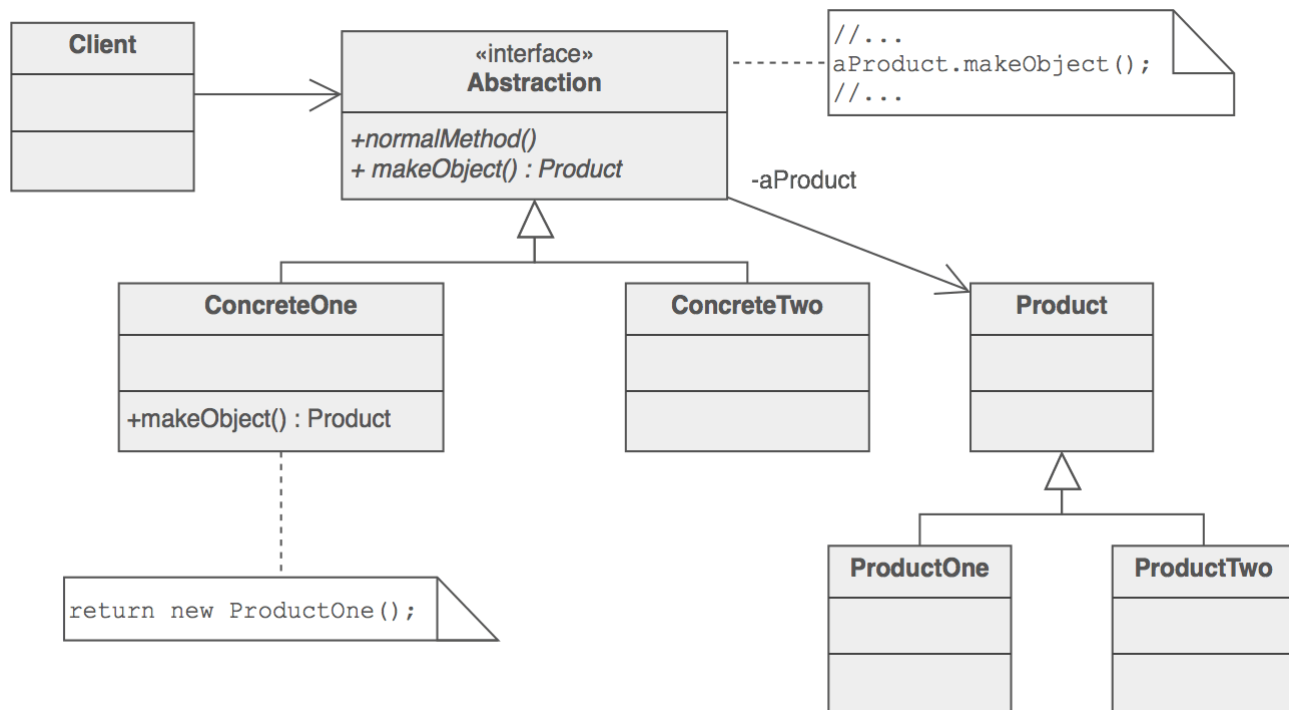 Client
«interface»
Abstraction
+normalMethod()
+ makeObject() : Product
//...
aProduct.makeObject();
//...
-aProduct
ConcreteOne
+makeObject() : Product
ConcreteTwo
Product
return new ProductOne();
ProductOne
ProductTwo